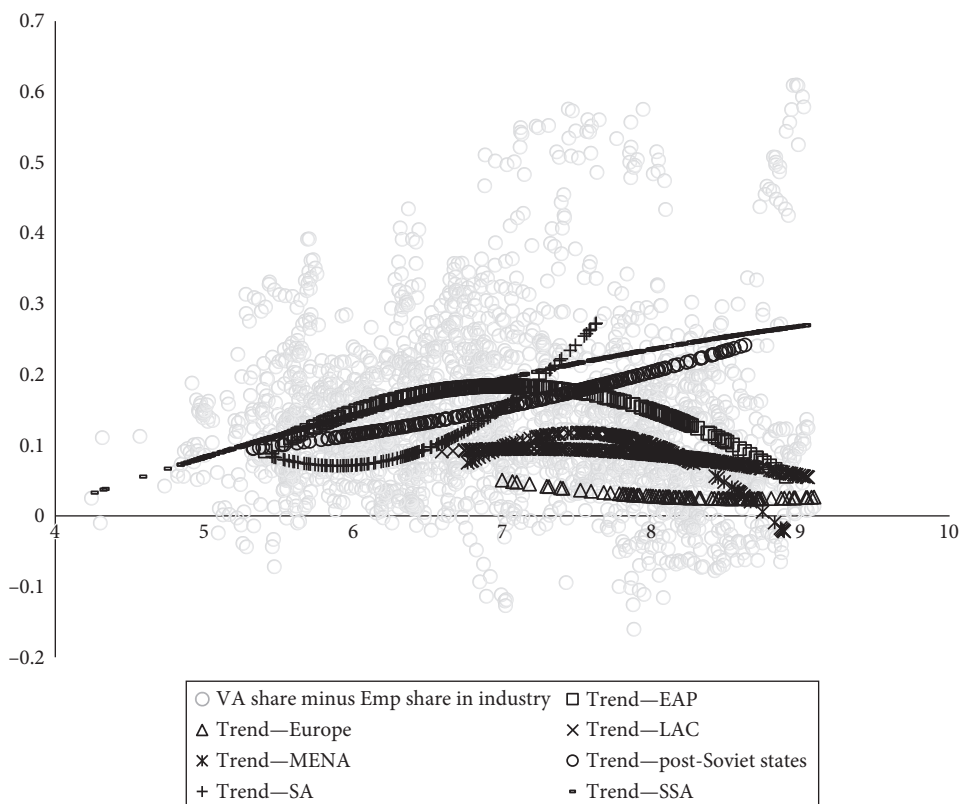 0.7
0.6
0.5
0.4
0.3
0.2
0.1
0
4 5 6 7 8 9 10
–0.1
–0.2
VA share minus Emp share in industry Trend—EAP
Trend—Europe Trend—LAC
Trend—MENA Trend—post-Soviet states
Trend—SA Trend—SSA